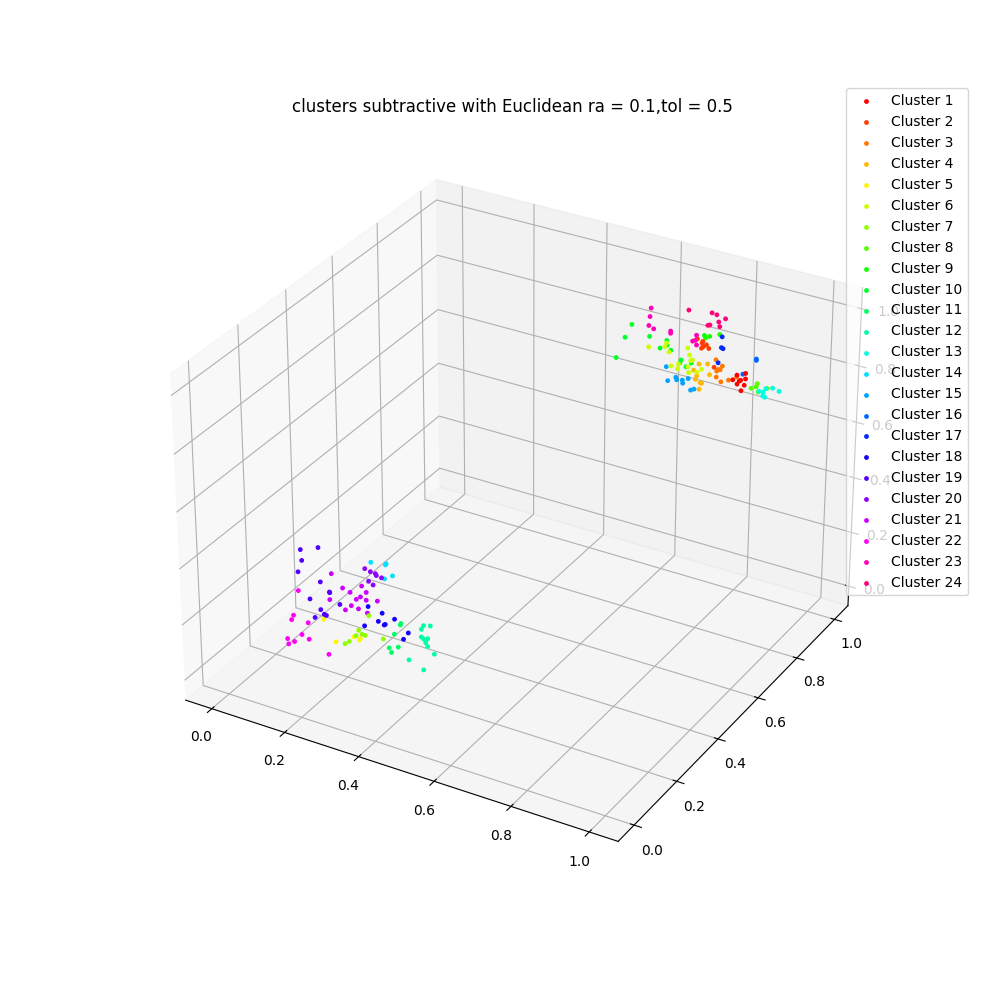 clusters subtractive with Euclidean ra = 0.1,tol = 0.5
Cluster 1
Cluster 2
Cluster 3
Cluster 4
Cluster 5
Cluster 6
Cluster 7
Cluster 8
Cluster 9
Cluster 10
Cluster 11
Cluster 12
Cluster 13
Cluster 14
Cluster 15
Cluster 16
Cluster 17
Cluster 18
Cluster 19
Cluster 20
Cluster 21
Cluster 22
Cluster 23
Cluster 24
1.0
0.8
0.6
0.4
0.2
0.0
0.0
0.2
0.4
0.6
0.8
1.0
0.0
0.2
0.4
0.6
0.8
1.0